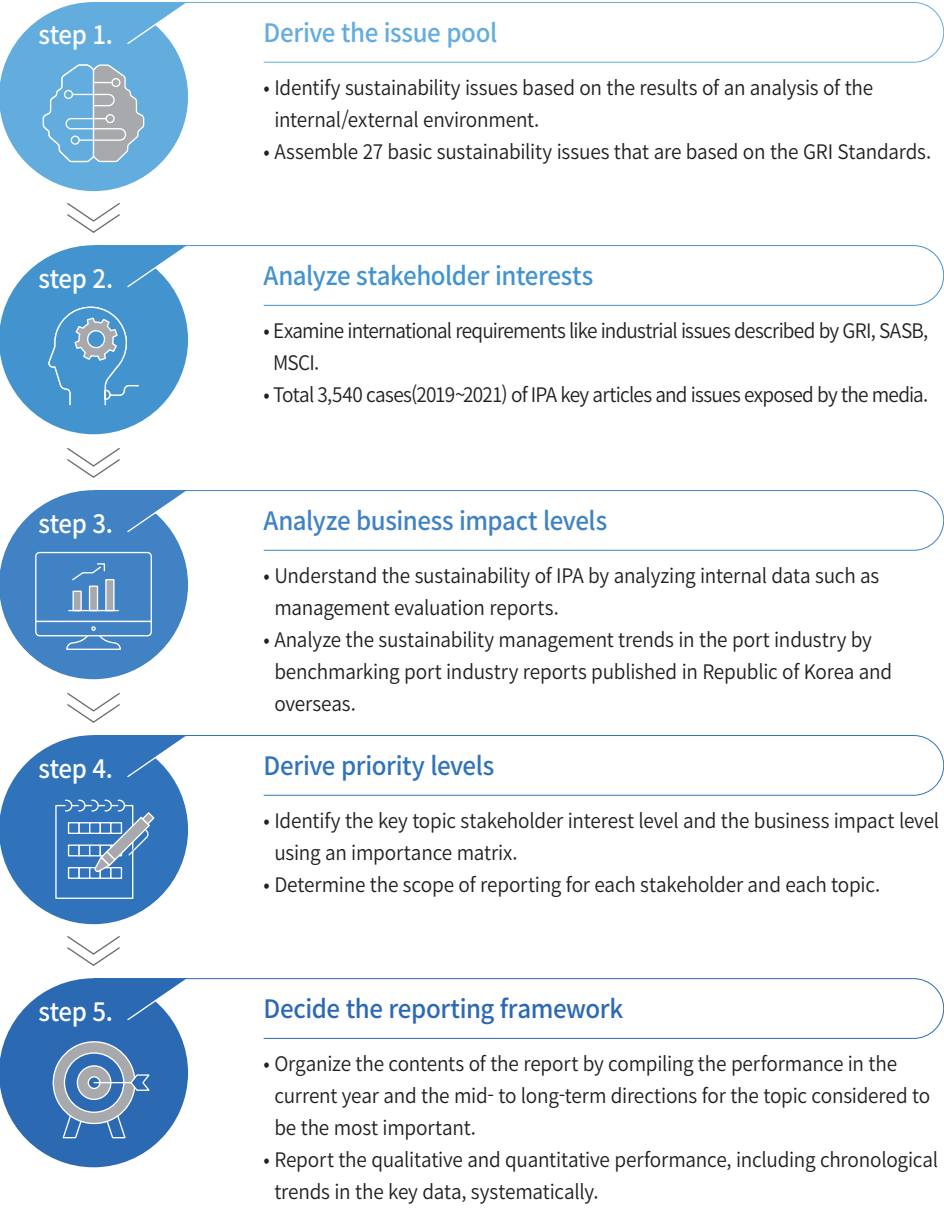 step 1.
Derive the issue pool
• Identify sustainability issues based on the results of an analysis of the
internal/external environment.
• Assemble 27 basic sustainability issues that are based on the GRI Standards.
step 2.
Analyze stakeholder interests
• Examine international requirements like industrial issues described by GRI, SASB,
MSCI.
• Total 3,540 cases(2019~2021) of IPA key articles and issues exposed by the media.
step 3.
Analyze business impact levels
• Understand the sustainability of IPA by analyzing internal data such as
management evaluation reports.
• Analyze the sustainability management trends in the port industry by
benchmarking port industry reports published in Republic of Korea and
overseas.
step 4.
Derive priority levels
• Identify the key topic stakeholder interest level and the business impact level
using an importance matrix.
• Determine the scope of reporting for each stakeholder and each topic.
step 5.
Decide the reporting framework
• Organize the contents of the report by compiling the performance in the
current year and the mid- to long-term directions for the topic considered to
be the most important.
• Report the qualitative and quantitative performance, including chronological
trends in the key data, systematically.